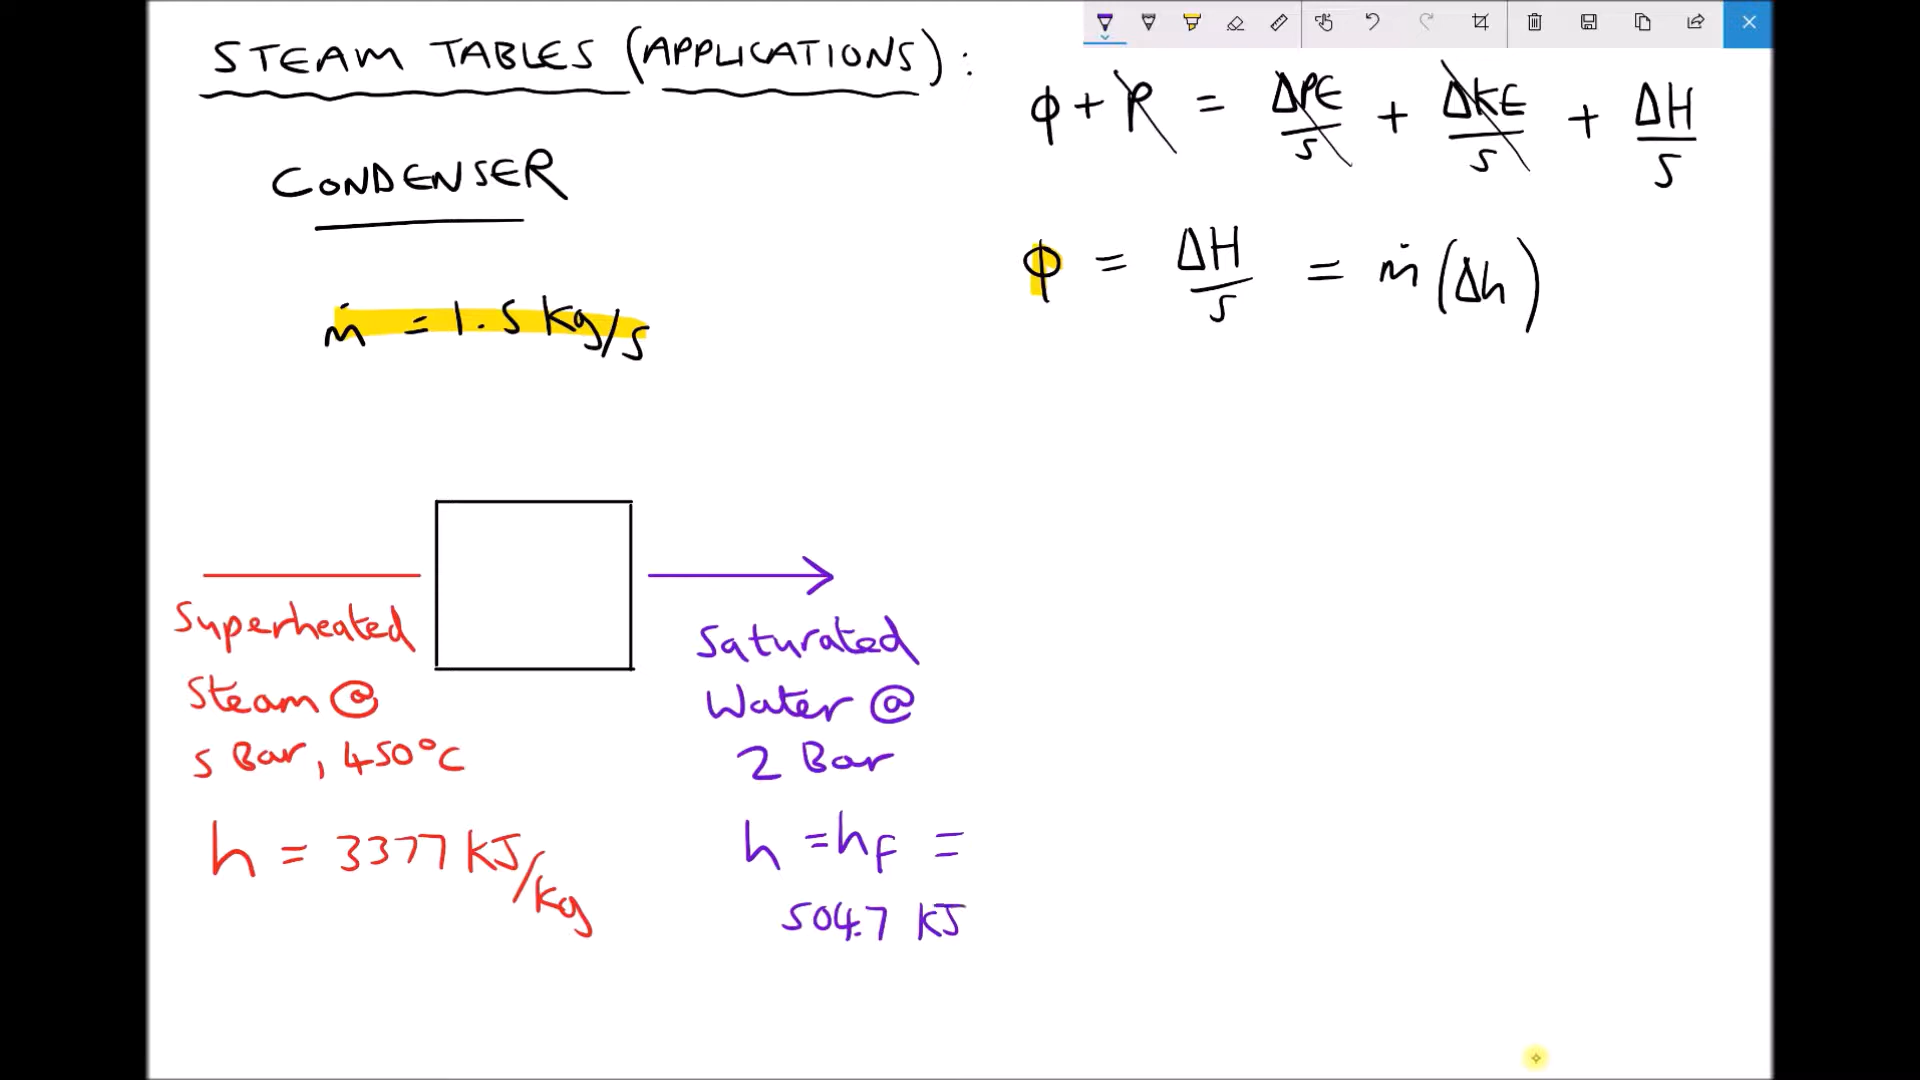 STEAM TABLES (APPLICATIONS):
CONDENSER
ṁ = 1.5 kg/s
ϕ + P = ΔPE/s + ΔKE/s + ΔH/s
ϕ = ΔH/s = ṁ(Δh)
Superheated
Steam @
5 Bar, 450°C
h = 3377 KJ/kg
Saturated
Water @
2 Bar
h = hF =
504.7 KJ